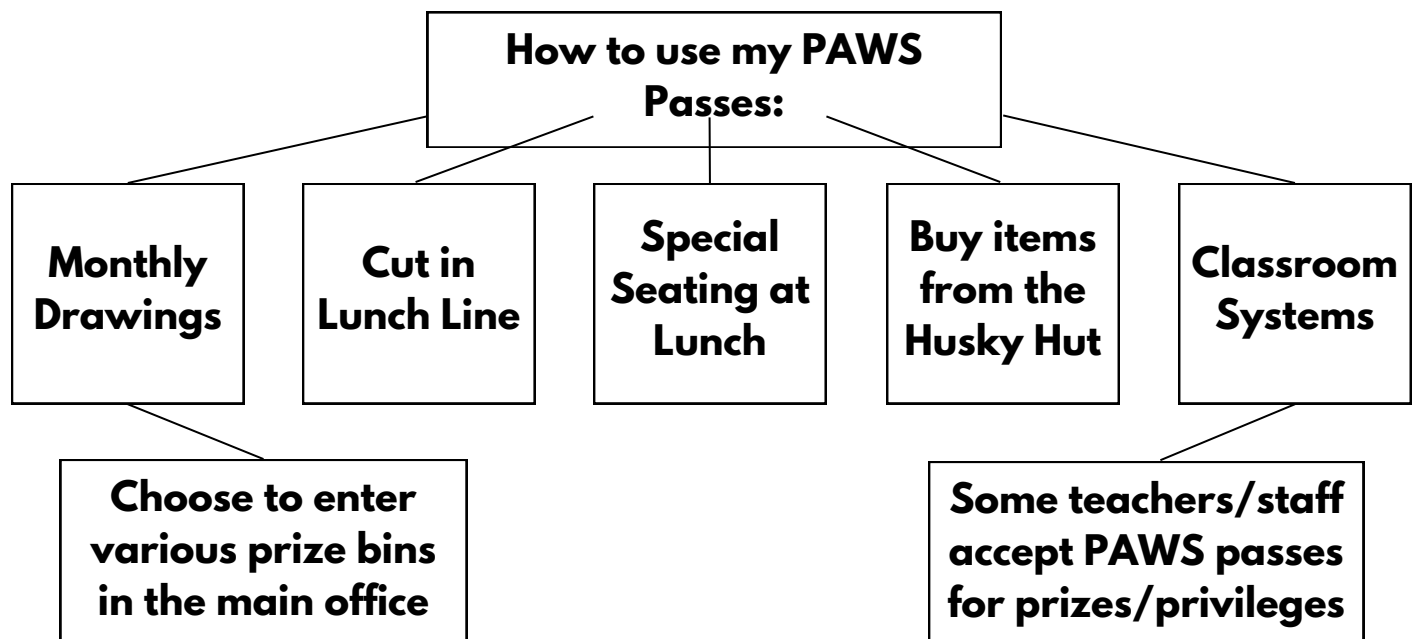 How to use my PAWS
Passes:
Monthly
Drawings
Cut in
Lunch Line
Special
Seating at
Lunch
Buy items
from the
Husky Hut
Classroom
Systems
Choose to enter
various prize bins
in the main office
Some teachers/staff
accept PAWS passes
for prizes/privileges